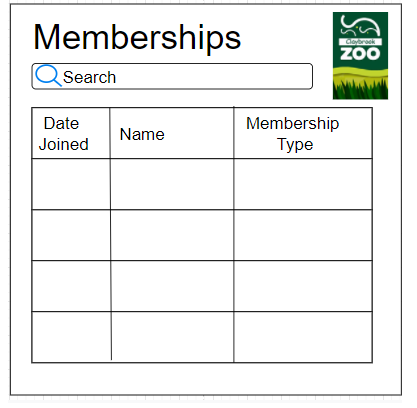 Memberships
Claybrook
ZOO
Search
Date
Joined
Name
Membership
Type